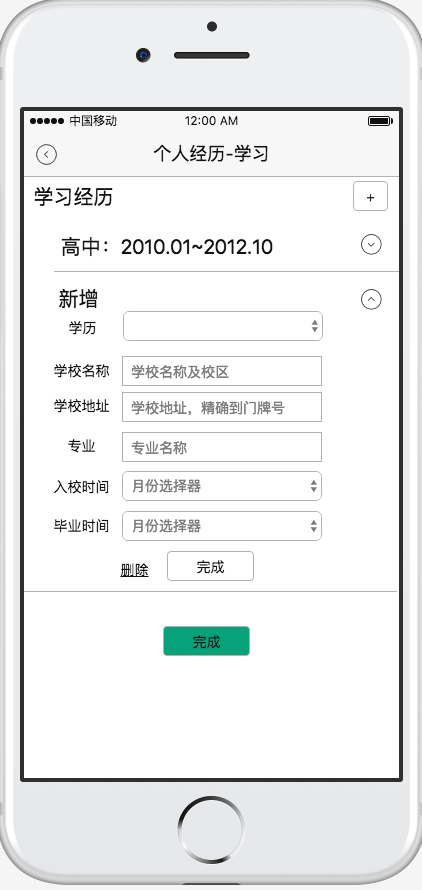 中国移动 12:00 AM
个人经历-学习
学习经历 +
高中：2010.01~2012.10
新增
学历
学校名称 学校名称及校区
学校地址 学校地址，精确到门牌号
专业 专业名称
入校时间 月份选择器
毕业时间 月份选择器
删除 完成
完成